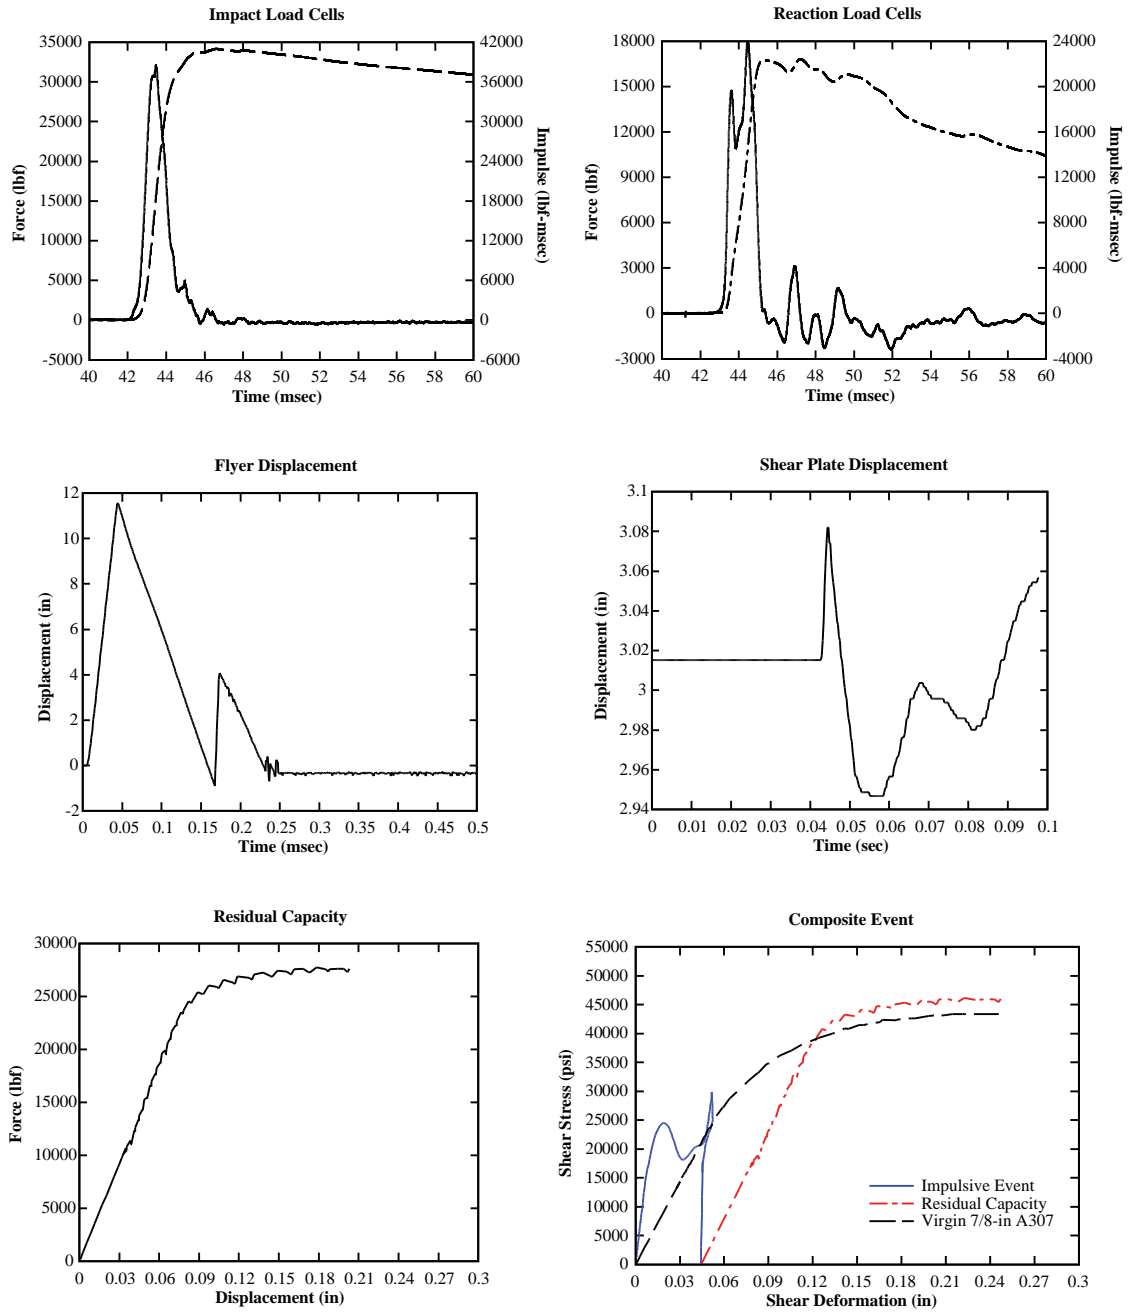 Impact Load Cells
35000
30000
25000
20000
15000
10000
5000
0
-5000
Force (lbf)
42000
36000
30000
24000
18000
12000
6000
0
-6000
Impulse (lbf-msec)
40 42 44 46 48 50 52 54 56 58 60
Time (msec)
Reaction Load Cells
18000
15000
12000
9000
6000
3000
0
-3000
Force (lbf)
24000
20000
16000
12000
8000
4000
0
-4000
Impulse (lbf-msec)
40 42 44 46 48 50 52 54 56 58 60
Time (msec)
Flyer Displacement
12
10
8
6
4
2
0
-2
Displacement (in)
0 0.05 0.1 0.15 0.2 0.25 0.3 0.35 0.4 0.45 0.5
Time (msec)
Shear Plate Displacement
3.1
3.08
3.06
3.04
3.02
3
2.98
2.96
2.94
Displacement (in)
0 0.01 0.02 0.03 0.04 0.05 0.06 0.07 0.08 0.09 0.1
Time (sec)
Residual Capacity
30000
25000
20000
15000
10000
5000
0
Force (lbf)
0 0.03 0.06 0.09 0.12 0.15 0.18 0.21 0.24 0.27 0.3
Displacement (in)
Composite Event
55000
50000
45000
40000
35000
30000
25000
20000
15000
10000
5000
0
Shear Stress (psi)
Impulsive Event
Residual Capacity
Virgin 7/8-in A307
0 0.03 0.06 0.09 0.12 0.15 0.18 0.21 0.24 0.27 0.3
Shear Deformation (in)